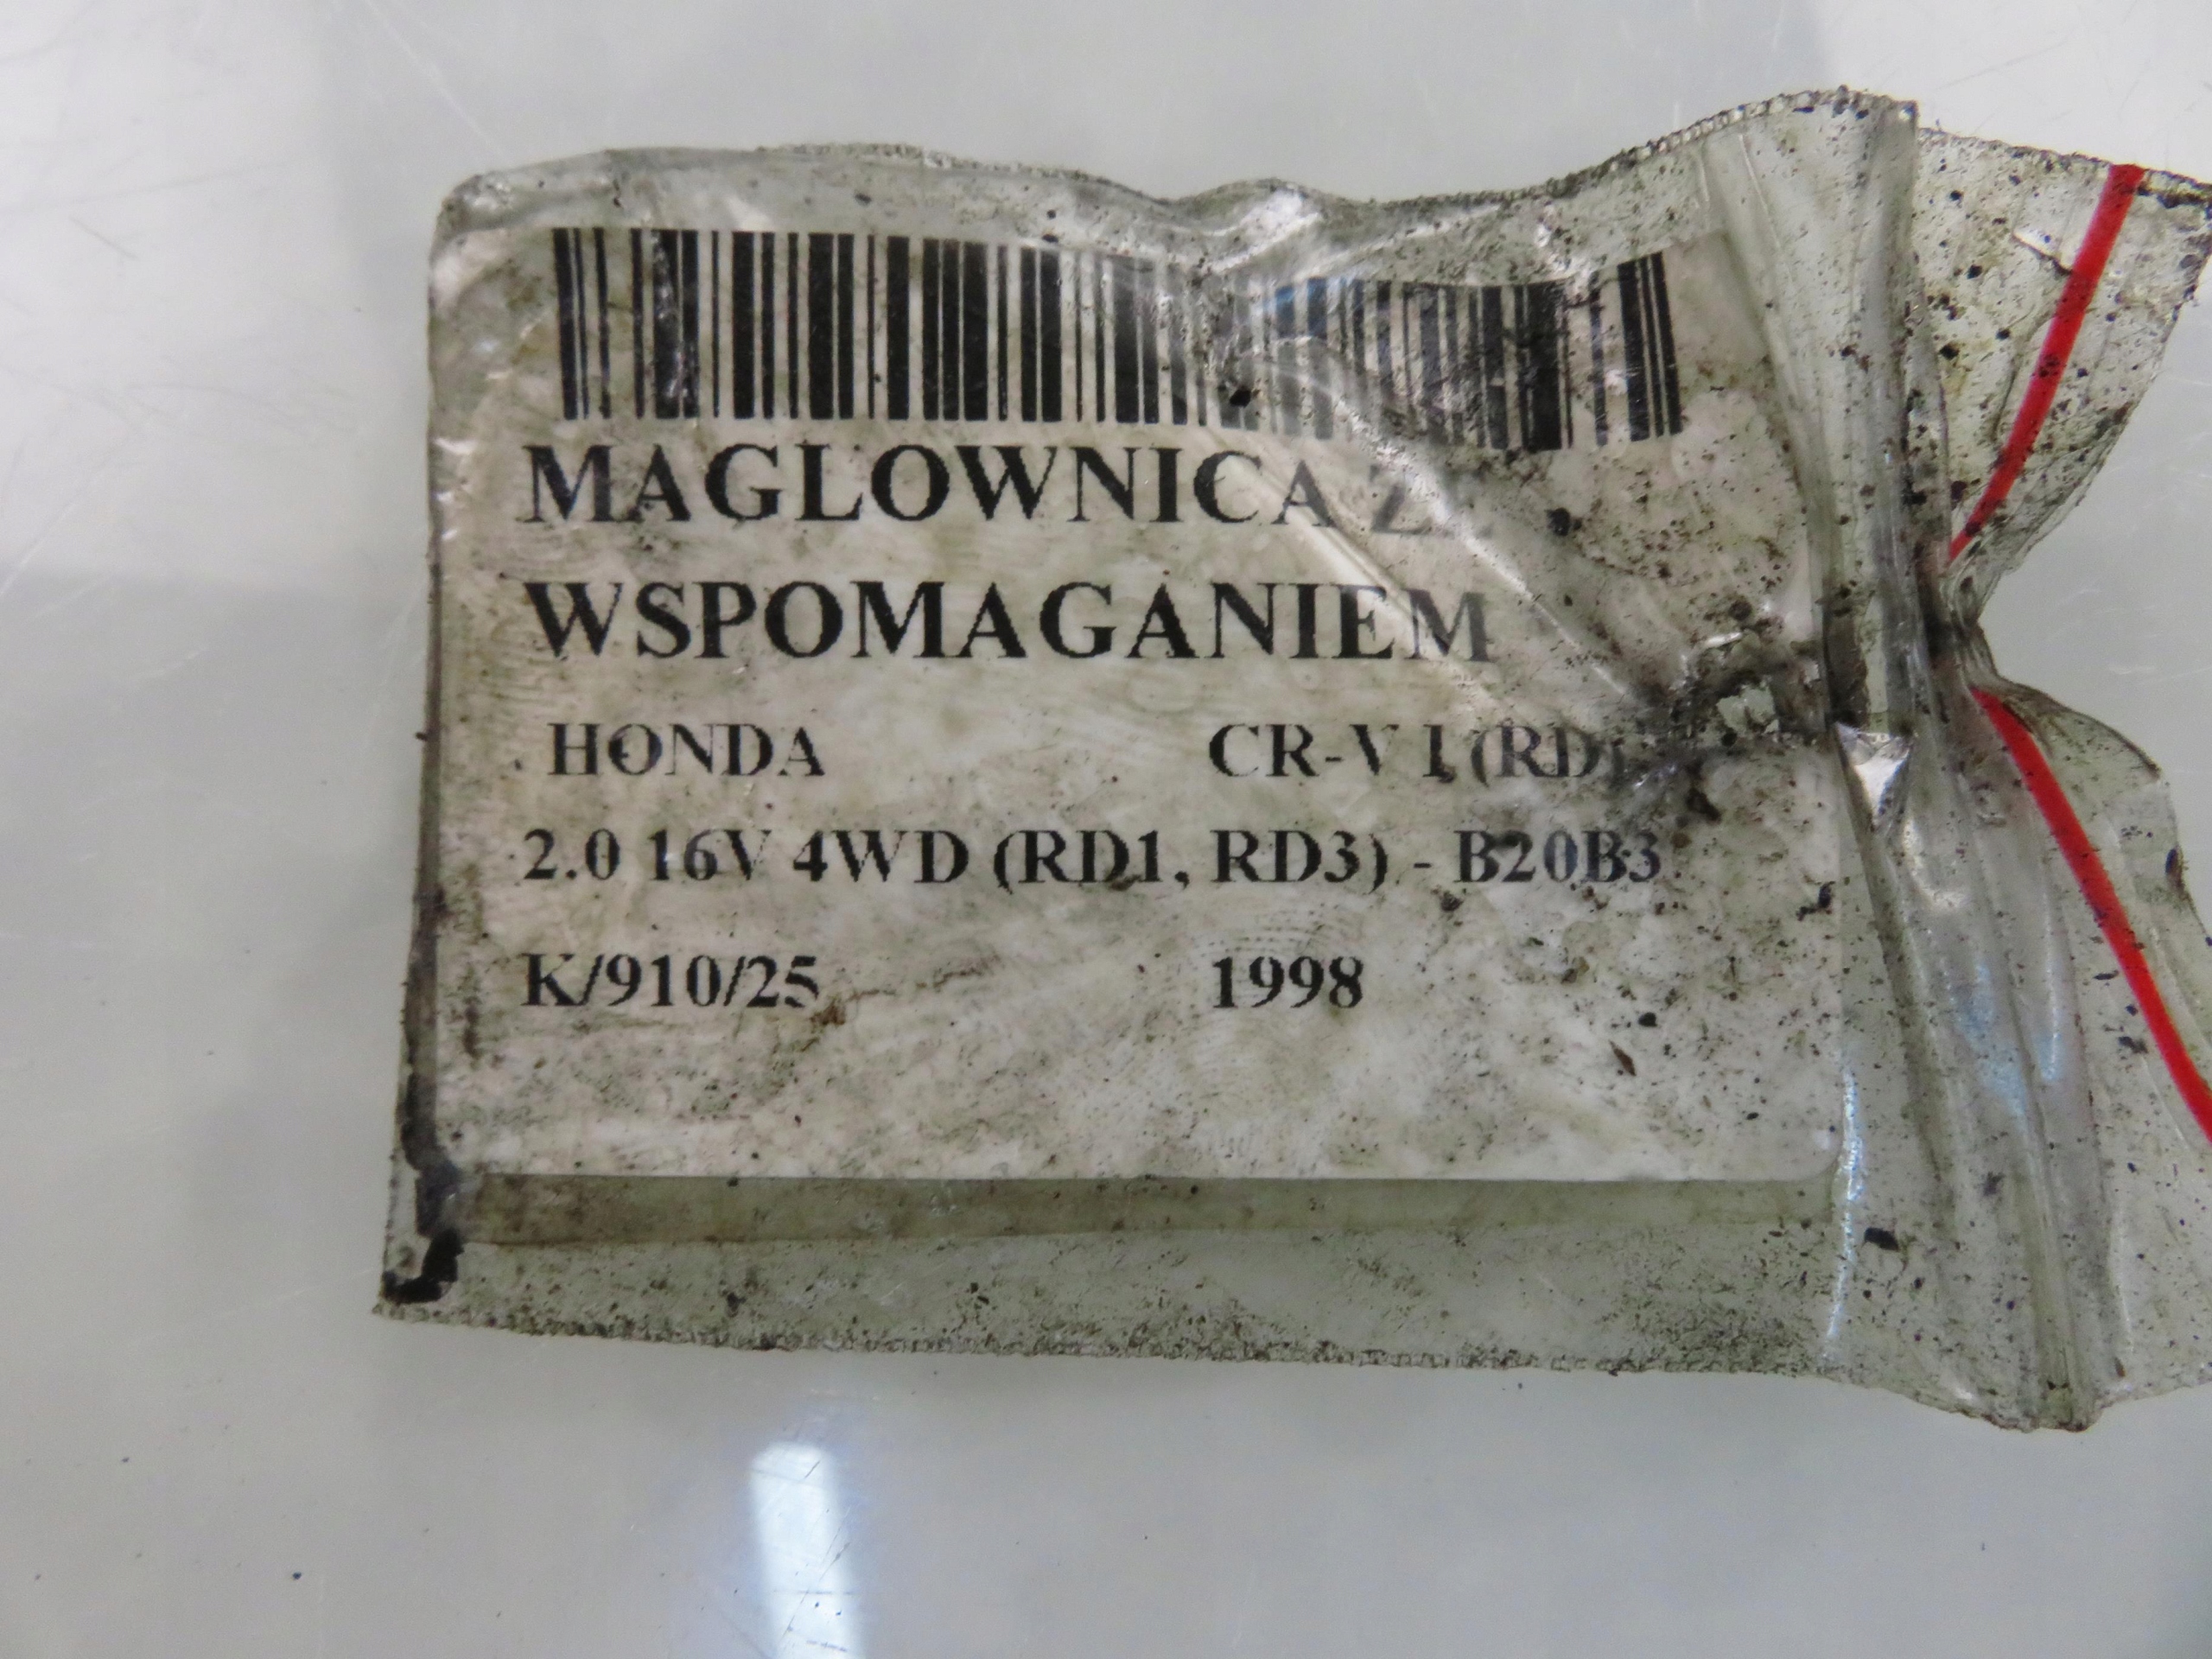 MAGLOWNICA Z
WSPOMAGANIEM
HONDA CR-V I (RD)
2.0 16V 4WD (RD1, RD3) - B20B3
K/910/25 1998